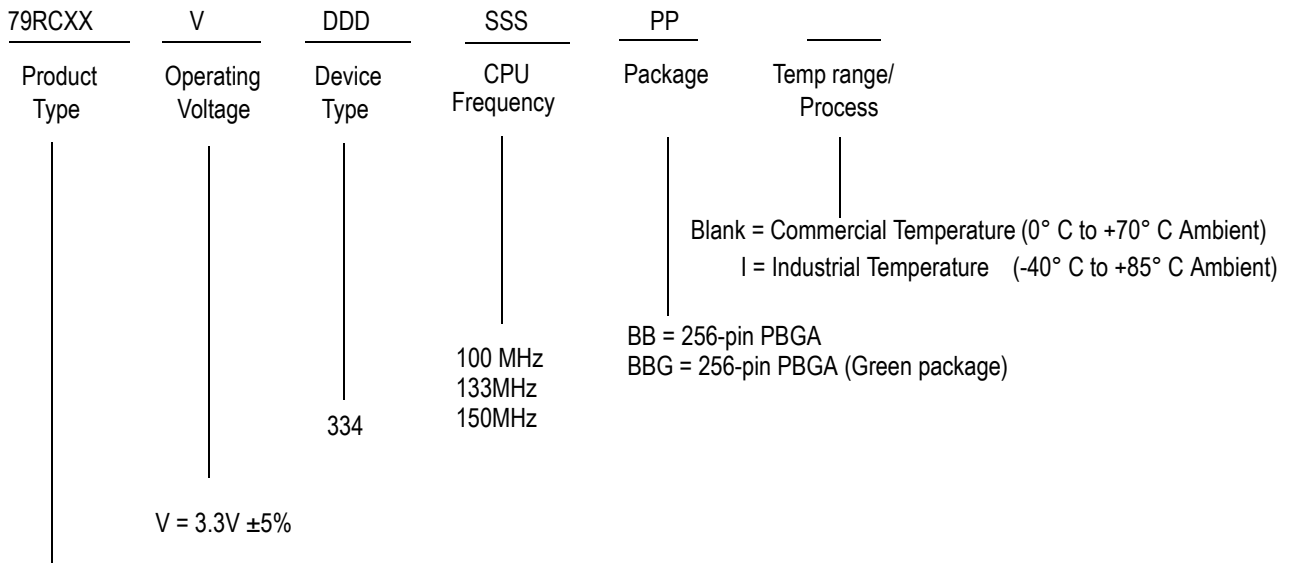 79RCXX V DDD SSS PP
Product Type
Operating Voltage
Device Type
CPU Frequency
Package
Temp range/ Process
Blank = Commercial Temperature (0° C to +70° C Ambient)
I = Industrial Temperature (-40° C to +85° C Ambient)
BB = 256-pin PBGA
BBG = 256-pin PBGA (Green package)
100 MHz
133MHz
150MHz
334
V = 3.3V ±5%